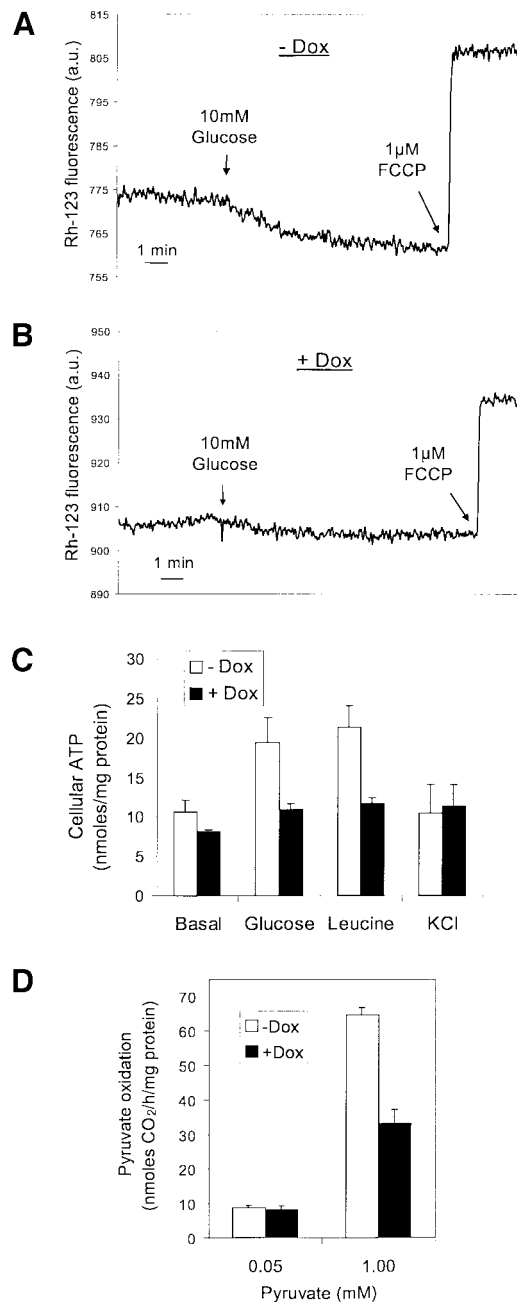 A
Rh-123 fluorescence (a.u.)
815
805
795
785
775
765
755
- Dox
10mM
Glucose
1µM
FCCP
1 min
B
Rh-123 fluorescence (a.u.)
950
940
930
920
910
900
890
+ Dox
10mM
Glucose
1µM
FCCP
1 min
C
Cellular ATP
(nmoles/mg protein)
30
25
20
15
10
5
0
- Dox
+ Dox
Basal Glucose Leucine KCl
D
Pyruvate oxidation
(nmoles CO₂/h/mg protein)
70
60
50
40
30
20
10
0
-Dox
+Dox
0.05 1.00
Pyruvate (mM)